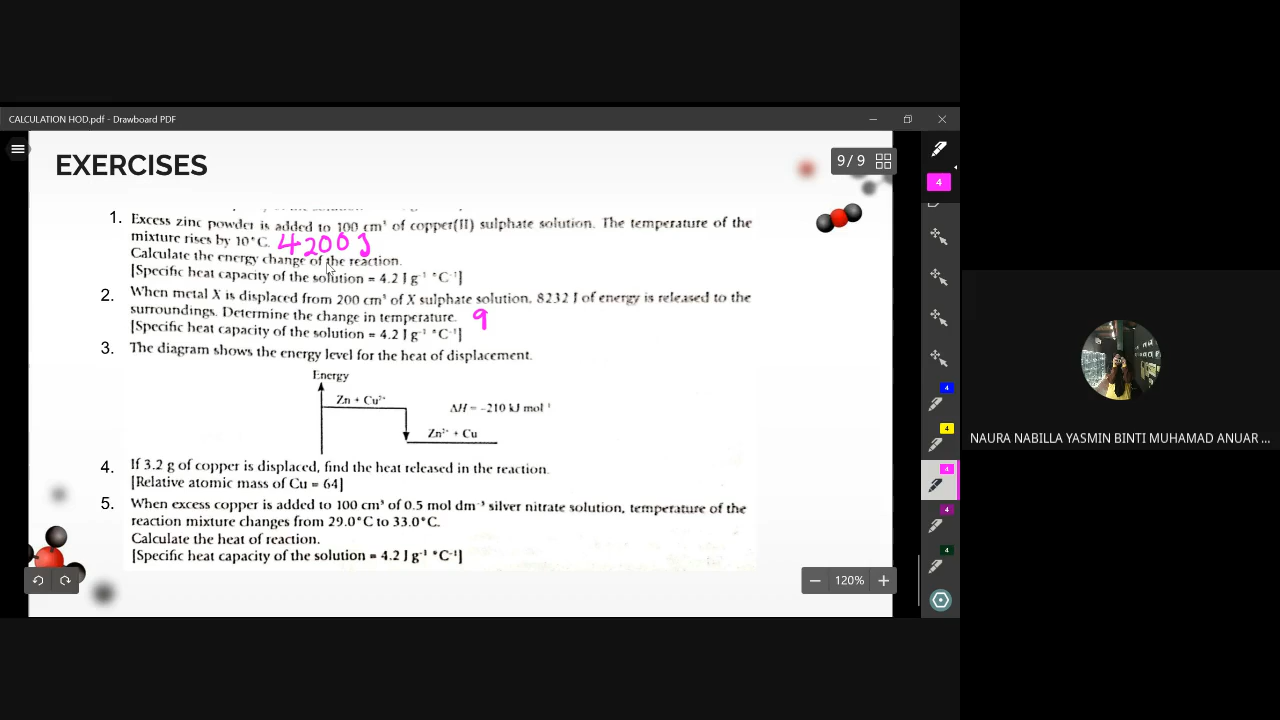 CALCULATION HOD.pdf - Drawboard PDF
EXERCISES
9 / 9
4
1. Excess zinc powder is added to 100 cm³ of copper(II) sulphate solution. The temperature of the
mixture rises by 10°C. 4200 J
Calculate the energy change of the reaction.
[Specific heat capacity of the solution = 4.2 J g⁻¹ °C⁻¹]
2. When metal X is displaced from 200 cm³ of X sulphate solution, 8232 J of energy is released to the
surroundings. Determine the change in temperature. 9
[Specific heat capacity of the solution = 4.2 J g⁻¹ °C⁻¹]
3. The diagram shows the energy level for the heat of displacement.
Energy
Zn + Cu²⁺
ΔH = -210 kJ mol⁻¹
Zn²⁺ + Cu
4. If 3.2 g of copper is displaced, find the heat released in the reaction.
[Relative atomic mass of Cu = 64]
5. When excess copper is added to 100 cm³ of 0.5 mol dm⁻³ silver nitrate solution, temperature of the
reaction mixture changes from 29.0°C to 33.0°C.
Calculate the heat of reaction.
[Specific heat capacity of the solution = 4.2 J g⁻¹ °C⁻¹]
120%
4
4
4
4
4
NAURA NABILLA YASMIN BINTI MUHAMAD ANUAR ...